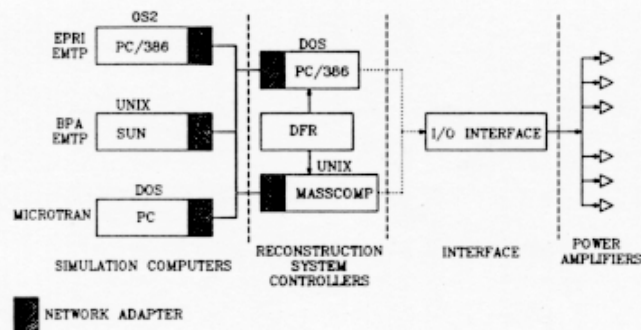 OS2
EPRI
EMTP
PC/386
UNIX
BPA
EMTP
SUN
DOS
MICROTRAN
PC
DOS
PC/386
DFR
UNIX
MASSCOMP
I/O INTERFACE
SIMULATION COMPUTERS
RECONSTRUCTION
SYSTEM
CONTROLLERS
INTERFACE
POWER
AMPLIFIERS
NETWORK ADAPTER